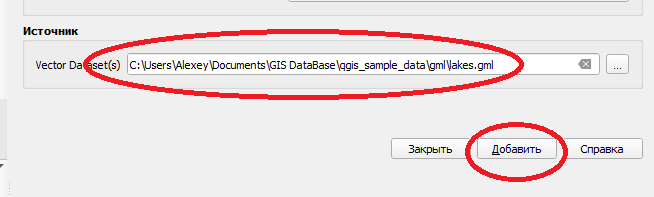 Источник
Vector Dataset(s) C:\Users\Alexey\Documents\GIS DataBase\qgis_sample_data\gml\lakes.gml ...
Закрыть Добавить Справка